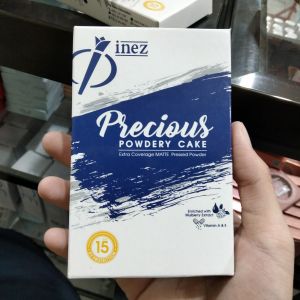 inez
Precious
POWDERY CAKE
Extra Coverage MATTE Pressed Powder
Enriched with
Mulberry Extract
Vitamin A & E
15